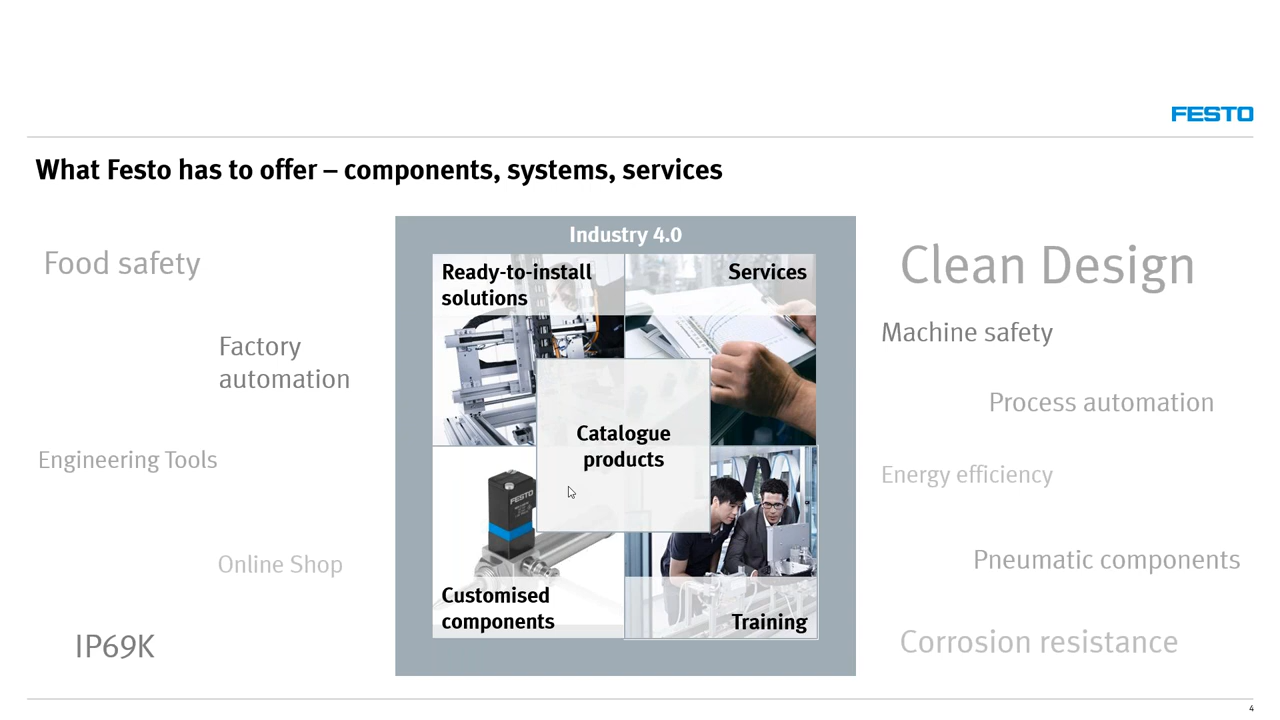 FESTO
What Festo has to offer – components, systems, services
Food safety
Factory
automation
Engineering Tools
Online Shop
IP69K
Industry 4.0
Ready-to-install
solutions
Services
Catalogue
products
FESTO
Customised
components
Training
Clean Design
Machine safety
Process automation
Energy efficiency
Pneumatic components
Corrosion resistance
4